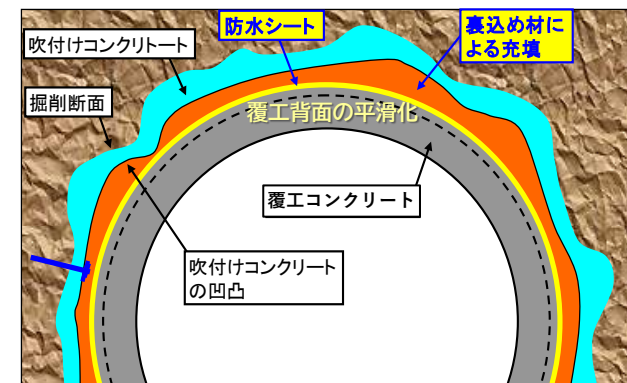 防水シート
裏込め材に
よる充填
吹付けコンクリトート
掘削断面
覆工背面の平滑化
覆工コンクリート
吹付けコンクリート
の凹凸